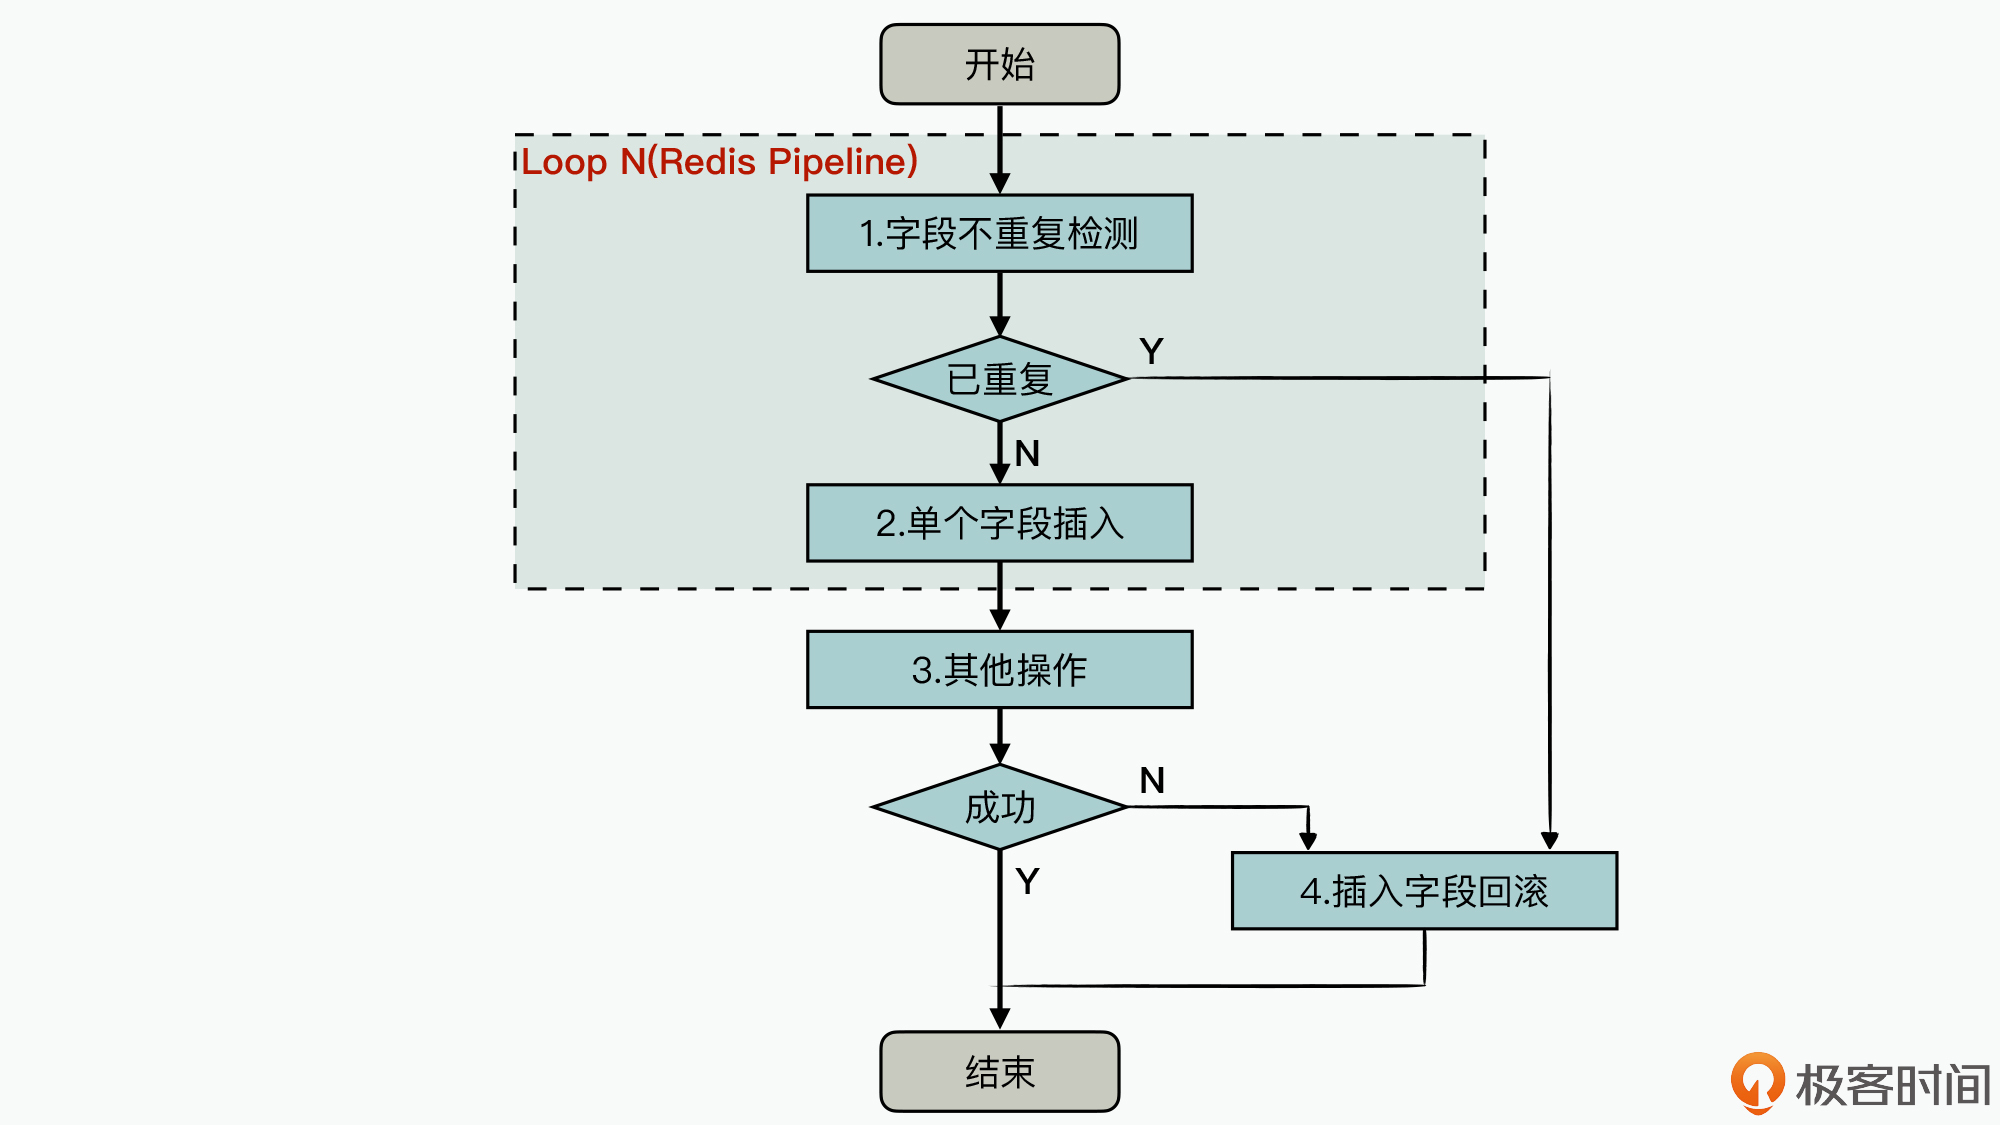 开始
Loop N(Redis Pipeline)
1.字段不重复检测
已重复
Y
N
2.单个字段插入
3.其他操作
成功
N
Y
4.插入字段回滚
结束
极客时间